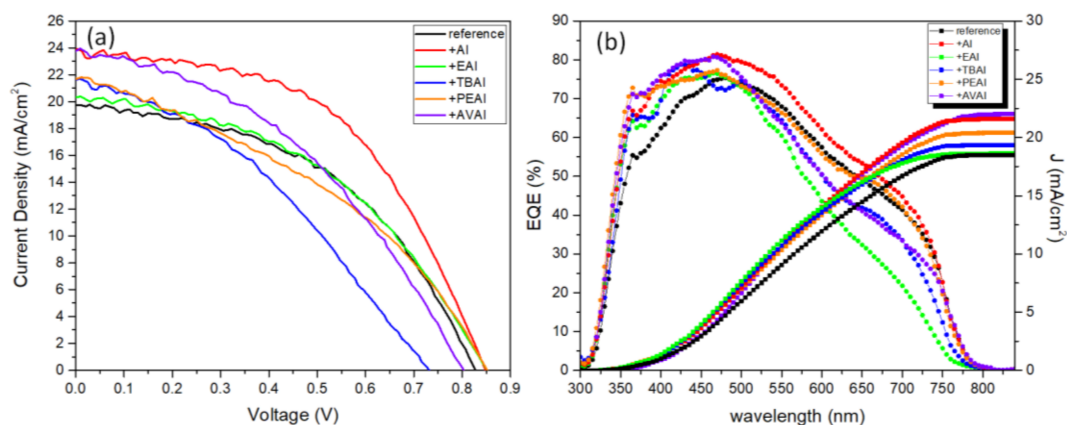 (a)
reference
+AI
+EAI
+TBAI
+PEAI
+AVAI
26
24
22
20
18
16
14
12
10
8
6
4
2
0
Current Density (mA/cm²)
0.0 0.1 0.2 0.3 0.4 0.5 0.6 0.7 0.8 0.9
Voltage (V)
(b)
reference
+AI
+EAI
+TBAI
+PEAI
+AVAI
90
80
70
60
50
40
30
20
10
0
EQE (%)
30
25
20
15
10
5
0
J (mA/cm²)
300 350 400 450 500 550 600 650 700 750 800
wavelength (nm)